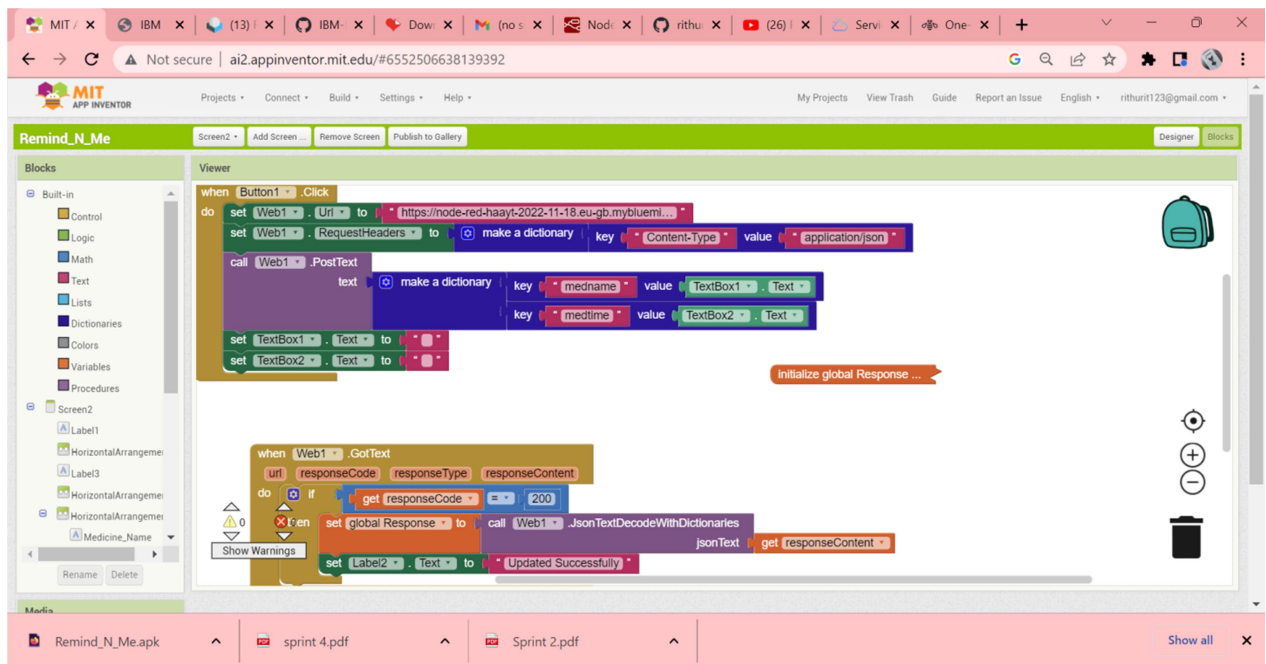 MIT A
IBM
(13) |
IBM-
Dow
(no s
Node
rithu
(26) |
Servi
One-
Not secure | ai2.appinventor.mit.edu/#6552506638139392
MIT
APP INVENTOR
Projects
Connect
Build
Settings
Help
My Projects
View Trash
Guide
Report an Issue
English
rithurit123@gmail.com
Remind_N_Me
Screen2
Add Screen ...
Remove Screen
Publish to Gallery
Designer
Blocks
Blocks
Viewer
Built-in
Control
Logic
Math
Text
Lists
Dictionaries
Colors
Variables
Procedures
Screen2
Label1
HorizontalArrangemer
Label3
HorizontalArrangemer
HorizontalArrangemer
Medicine_Name
Rename
Delete
Media
when Button1 .Click
do set Web1 . Url to " https://node-red-haayt-2022-11-18.eu-gb.mybluemi... "
set Web1 . RequestHeaders to make a dictionary key " Content-Type " value " application/json "
call Web1 .PostText
text make a dictionary key " medname " value TextBox1 . Text
key " medtime " value TextBox2 . Text
set TextBox1 . Text to " "
set TextBox2 . Text to " "
initialize global Response ...
when Web1 .GotText
url responseCode responseType responseContent
do if get responseCode = 200
then set global Response to call Web1 .JsonTextDecodeWithDictionaries
jsonText get responseContent
set Label2 . Text to " Updated Successfully "
0
Show Warnings
Remind_N_Me.apk
sprint 4.pdf
Sprint 2.pdf
Show all